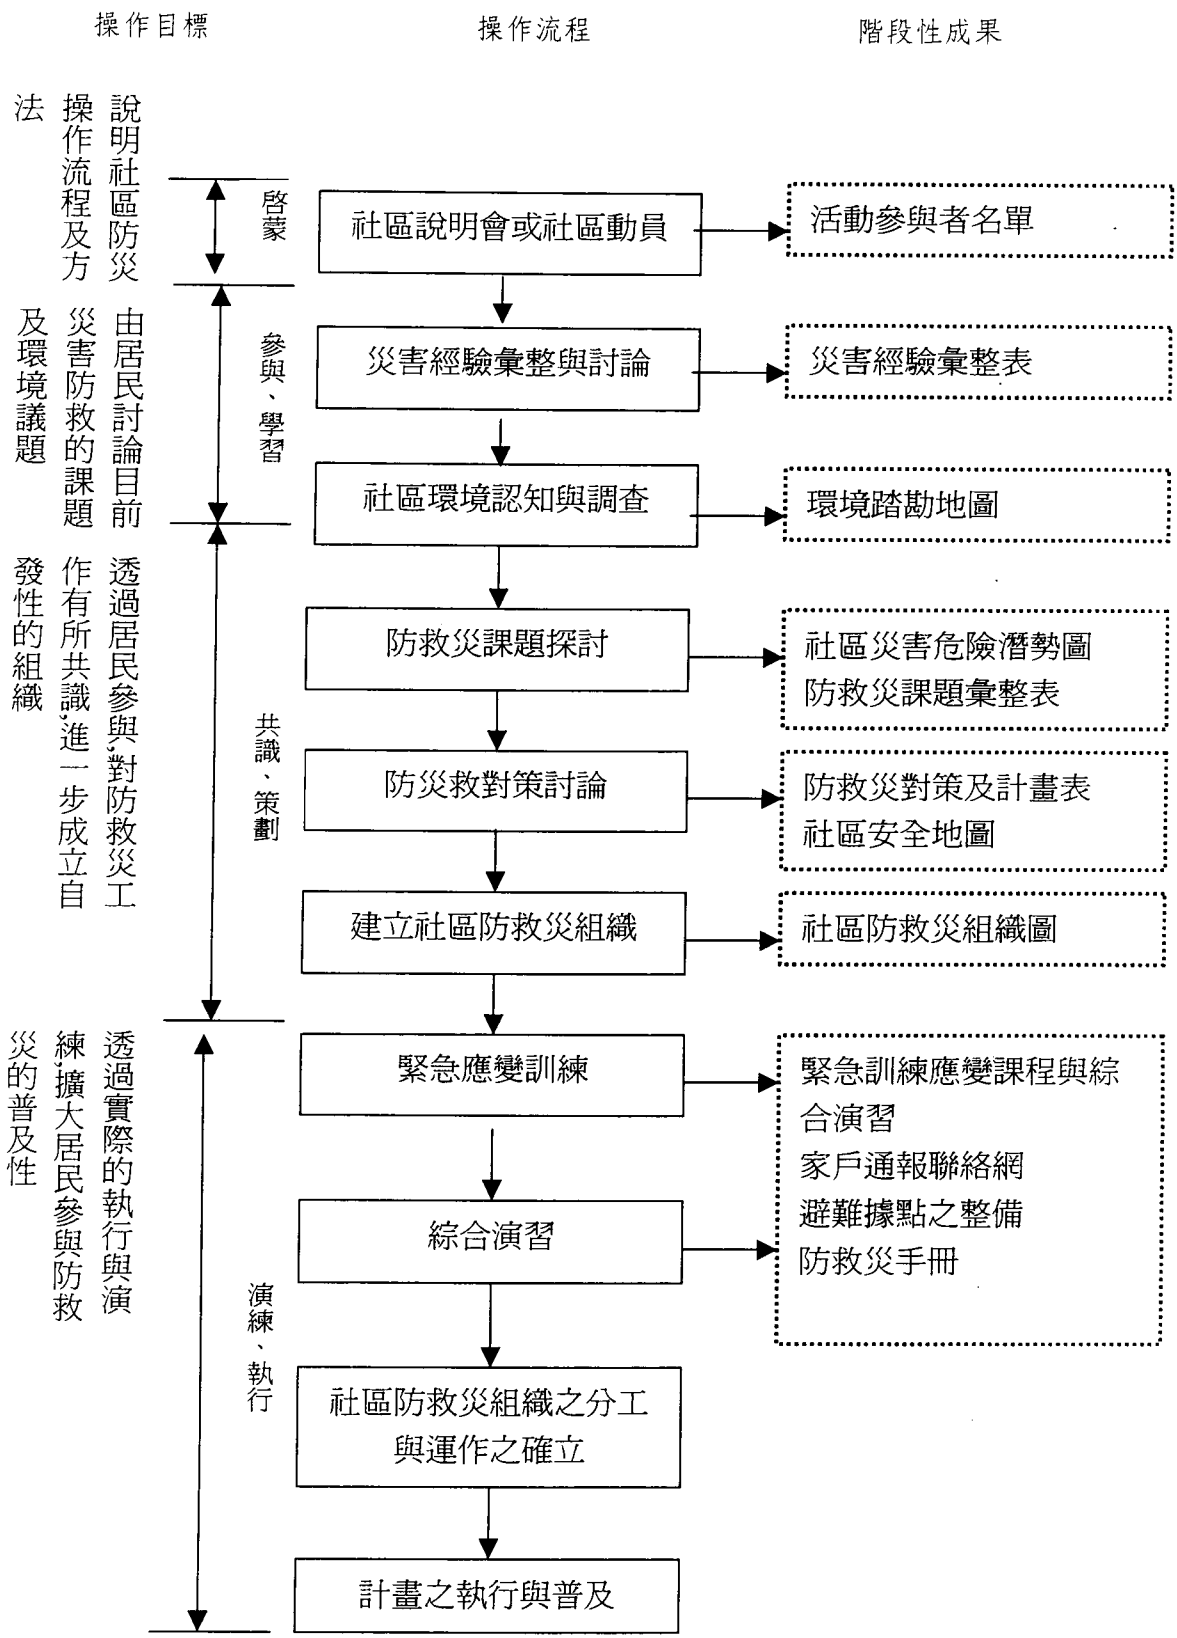 操作目標
操作流程
階段性成果
說明社區防災
操作流程及方
法
啓蒙
社區說明會或社區動員
活動參與者名單
由居民討論目前
災害防救的課題
及環境議題
參與、學習
災害經驗彙整與討論
災害經驗彙整表
社區環境認知與調查
環境踏勘地圖
透過居民參與,對防救災工
作有所共識,進一步成立自
發性的組織
共識、策劃
防救災課題探討
社區災害危險潛勢圖
防救災課題彙整表
防災救對策討論
防救災對策及計畫表
社區安全地圖
建立社區防救災組織
社區防救災組織圖
透過實際的執行與演
練,擴大居民參與防救
災的普及性
演練、執行
緊急應變訓練
緊急訓練應變課程與綜
合演習
家戶通報聯絡網
避難據點之整備
防救災手冊
綜合演習
社區防救災組織之分工
與運作之確立
計畫之執行與普及